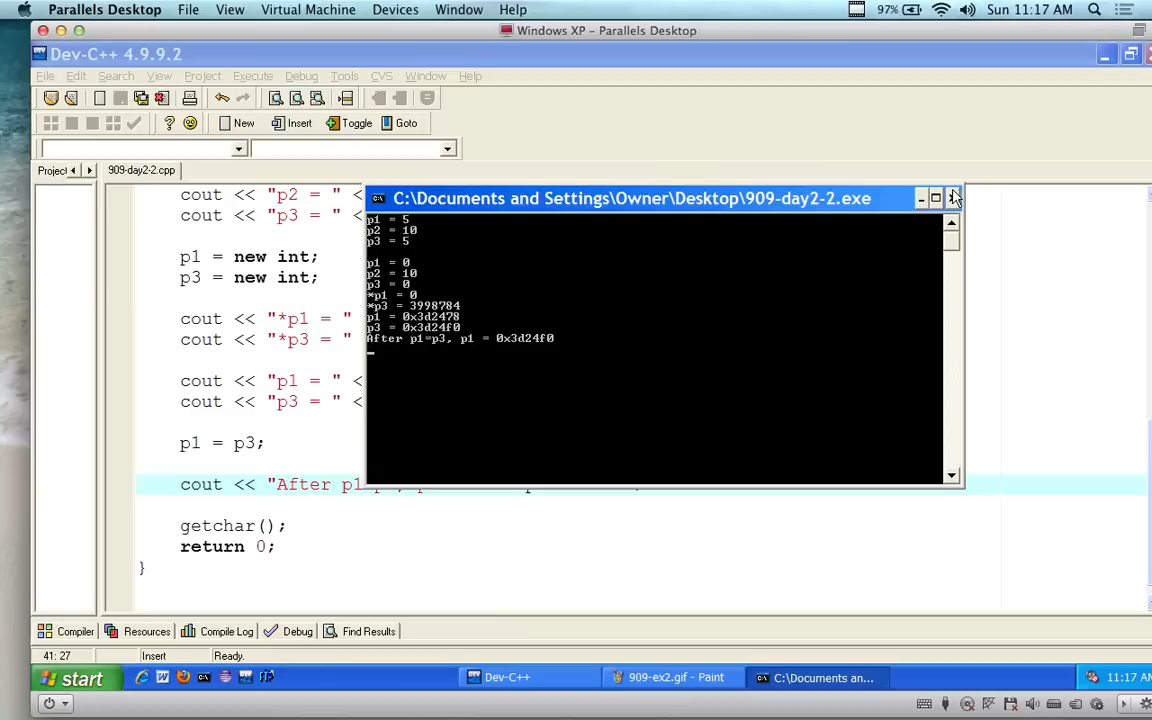 Parallels Desktop File View Virtual Machine Devices Window Help 97% Sun 11:17 AM
Windows XP – Parallels Desktop
Dev-C++ 4.9.9.2
File Edit Search View Project Execute Debug Tools CVS Window Help
New Insert Toggle Goto
Project 909-day2-2.cpp
cout << "p2 = " <
cout << "p3 = " <
p1 = new int;
p3 = new int;
cout << "*p1 = "
cout << "*p3 = "
cout << "p1 = " <
cout << "p3 = " <
p1 = p3;
cout << "After p1
getchar();
return 0;
}
C:\Documents and Settings\Owner\Desktop\909-day2-2.exe
p1 = 5
p2 = 10
p3 = 5
p1 = 0
p2 = 10
p3 = 0
*p1 = 0
*p3 = 3998784
p1 = 0x3d2478
p3 = 0x3d24f0
After p1=p3, p1 = 0x3d24f0
Compiler Resources Compile Log Debug Find Results
41: 27 Insert Ready.
start Dev-C++ 909-ex2.gif - Paint C:\Documents an... 11:17 AM